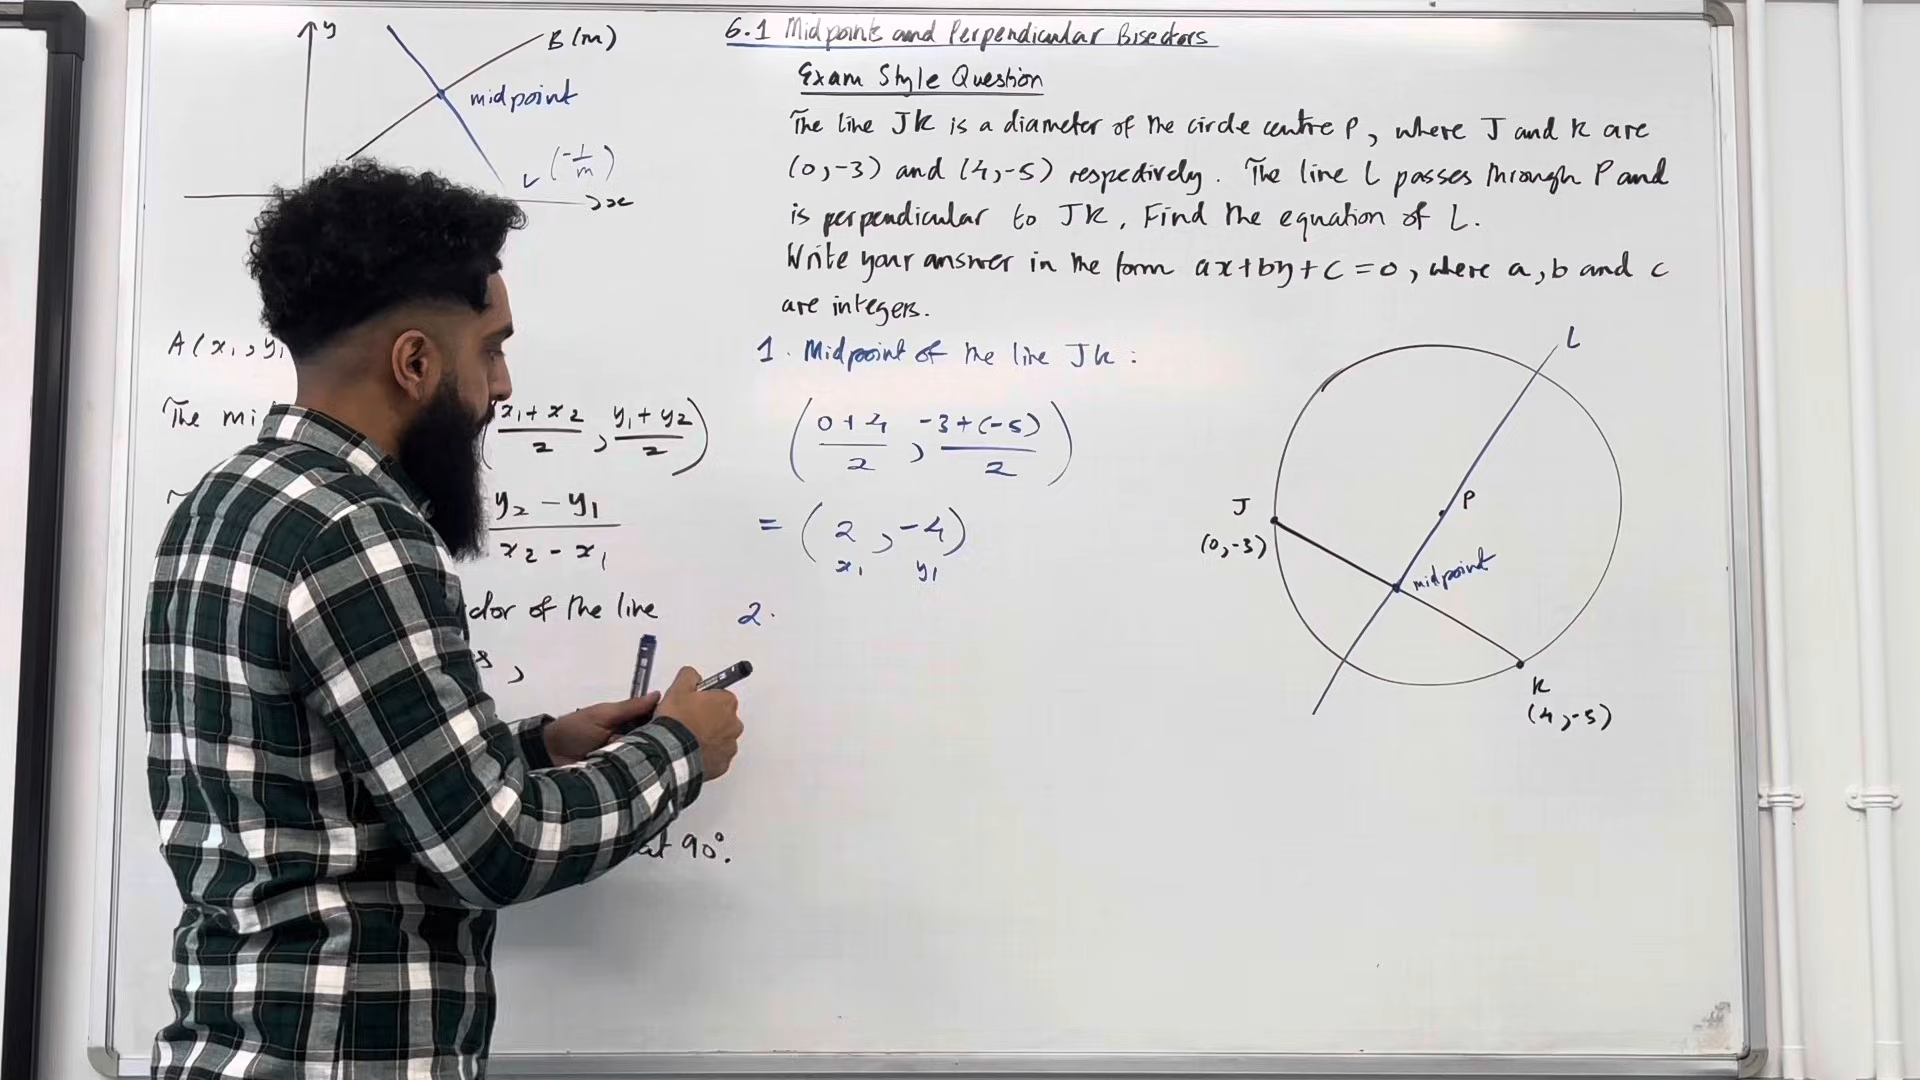 y
B (m)
midpoint
L (-1/m)
x
A (x₁, y₁
The mi
(x₁ + x₂ / 2, y₁ + y₂ / 2)
y₂ - y₁ / x₂ - x₁
of the line
,
at 90°.
6.1 Midpoints and Perpendicular Bisectors
Exam Style Question
The line JK is a diameter of the circle centre P, where J and K are
(0,-3) and (4,-5) respectively. The line L passes through P and
is perpendicular to JK. Find the equation of L.
Write your answer in the form ax+by+c=0, where a, b and c
are integers.
1. Midpoint of the line JK :
(0+4 / 2, -3+(-5) / 2)
= (2, -4)
x₁ y₁
2.
L
P
J
(0,-3)
midpoint
K
(4,-5)